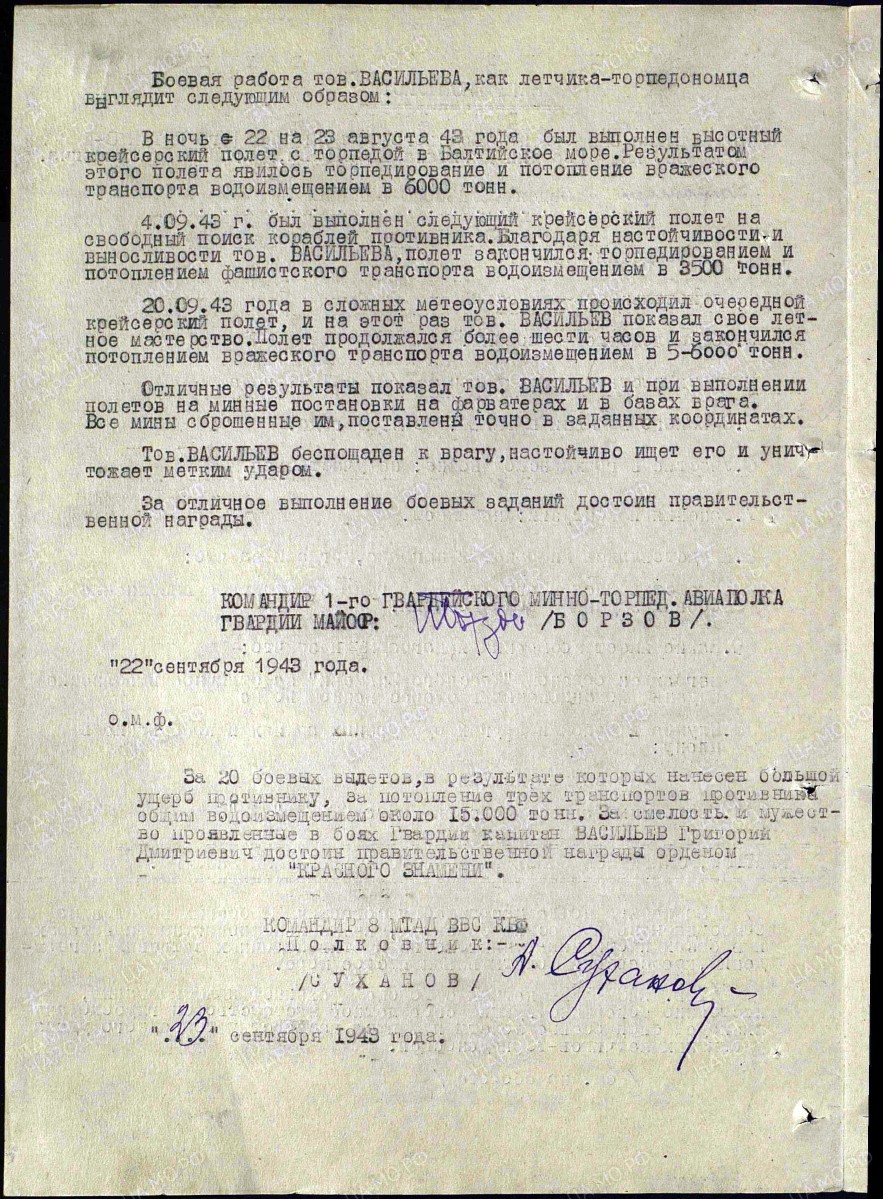 Боевая работа тов.ВАСИЛЬЕВА,как летчика-торпедономца
выглядит следующим образом:
В ночь с 22 на 23 августа 43 года был выполнен высотный
крейсерский полет с торпедой в Балтийское море.Результатом
этого полета явилось торпедирование и потопление вражеского
транспорта водоизмещением в 6000 тонн.
4.09.43 г. был выполнен следующий крейсерский полет на
свободный поиск кораблей противника.Благодаря настойчивости и
выносливости тов. ВАСИЛЬЕВА,полет закончился торпедированием и
потоплением фашистского транспорта водоизмещением в 3500 тонн.
20.09.43 года в сложных метеоусловиях происходил очередной
крейсерский полет, и на этот раз тов. ВАСИЛЬЕВ показал свое лет-
ное мастерство.Полет продолжался более шести часов и закончился
потоплением вражеского транспорта водоизмещением в 5-6000 тонн.
Отличные результаты показал тов. ВАСИЛЬЕВ и при выполнении
полетов на минные постановки на фарватерах и в базах врага.
Все мины сброшенные им,поставлены точно в заданных координатах.
Тов.ВАСИЛЬЕВ беспощаден к врагу,настойчиво ищет его и унич-
тожает метким ударом.
За отличное выполнение боевых заданий достоин правительст-
венной награды.
КОМАНДИР 1-го ГВАРДЕЙСКОГО МИННО-ТОРПЕД.АВИАПОЛКА
ГВАРДИИ МАЙОР: /Б О Р З О В/.
"22"сентября 1943 года.
о.м.ф.
За 20 боевых вылетов,в результате которых нанесен большой
ущерб противнику, за потопление трех транспортов противника
общим водоизмещением около 15.000 тонн. За смелость и мужест-
во проявленные в боях Гвардии капитан ВАСИЛЬЕВ Григорий
Дмитриевич достоин правительственной награды орденом
"КРАСНОГО ЗНАМЕНИ".
КОМАНДИР 8 МТАД ВВС КБФ
П о л к о в н и к :-
/С У Х А Н О В / А. Суханов
".23." сентября 1943 года.
ЦАМО.РФ